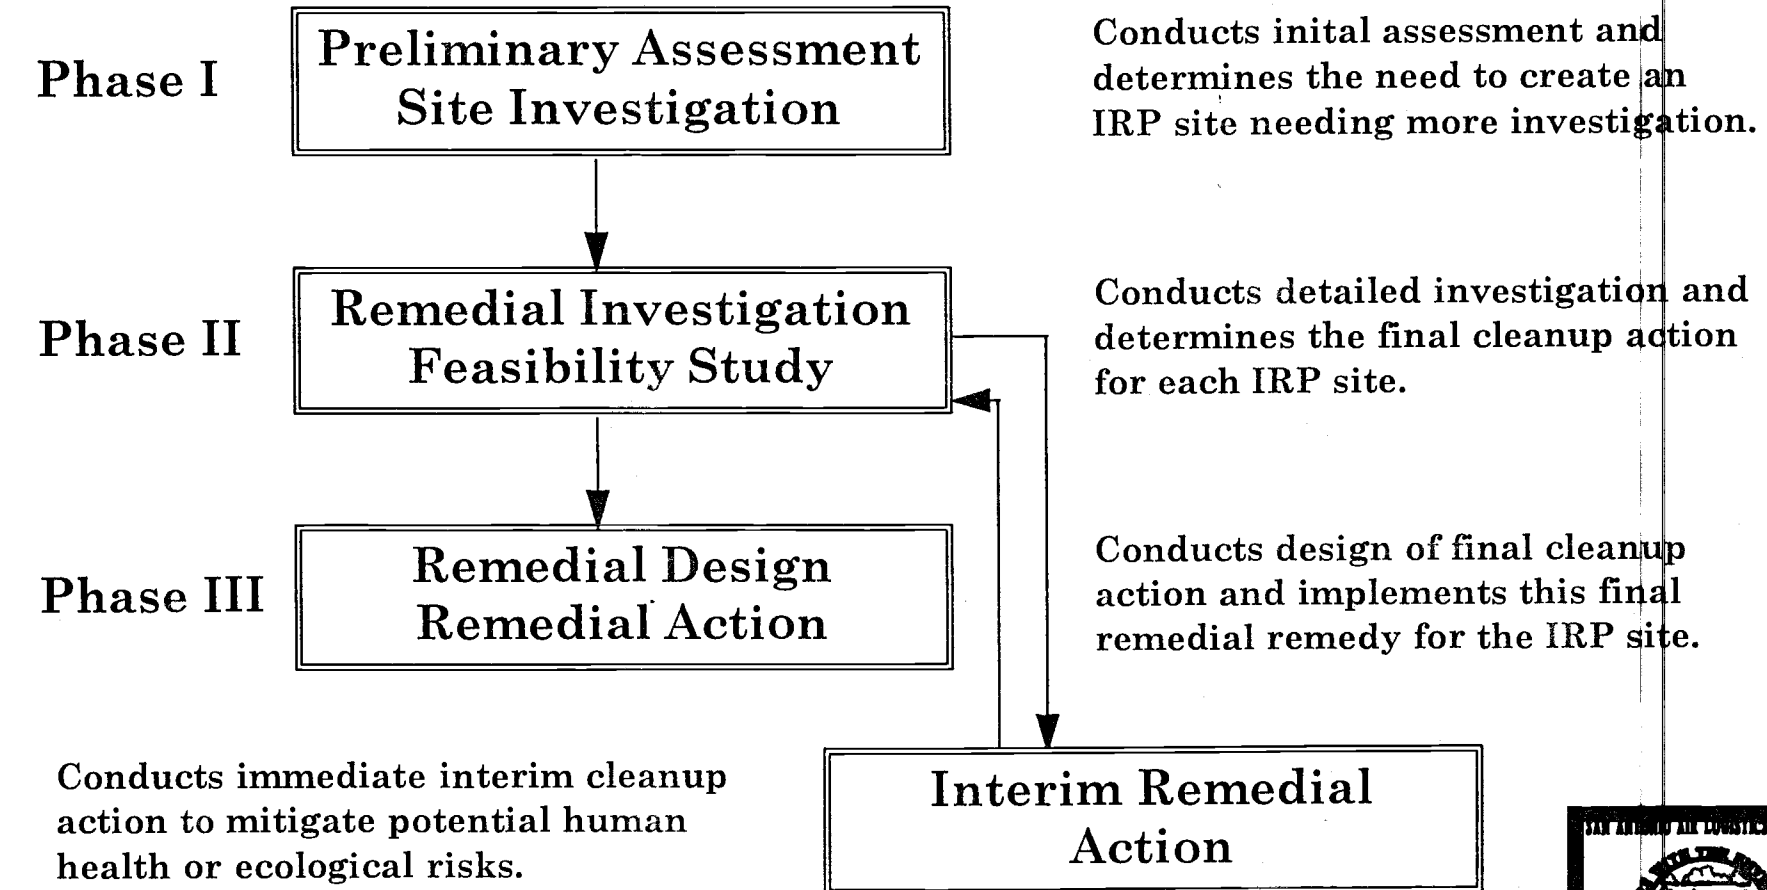 Phase I
Preliminary Assessment
Site Investigation
Conducts inital assessment and
determines the need to create an
IRP site needing more investigation.
Phase II
Remedial Investigation
Feasibility Study
Conducts detailed investigation and
determines the final cleanup action
for each IRP site.
Phase III
Remedial Design
Remedial Action
Conducts design of final cleanup
action and implements this final
remedial remedy for the IRP site.
Conducts immediate interim cleanup
action to mitigate potential human
health or ecological risks.
Interim Remedial
Action
SAN ANTONIO AIR